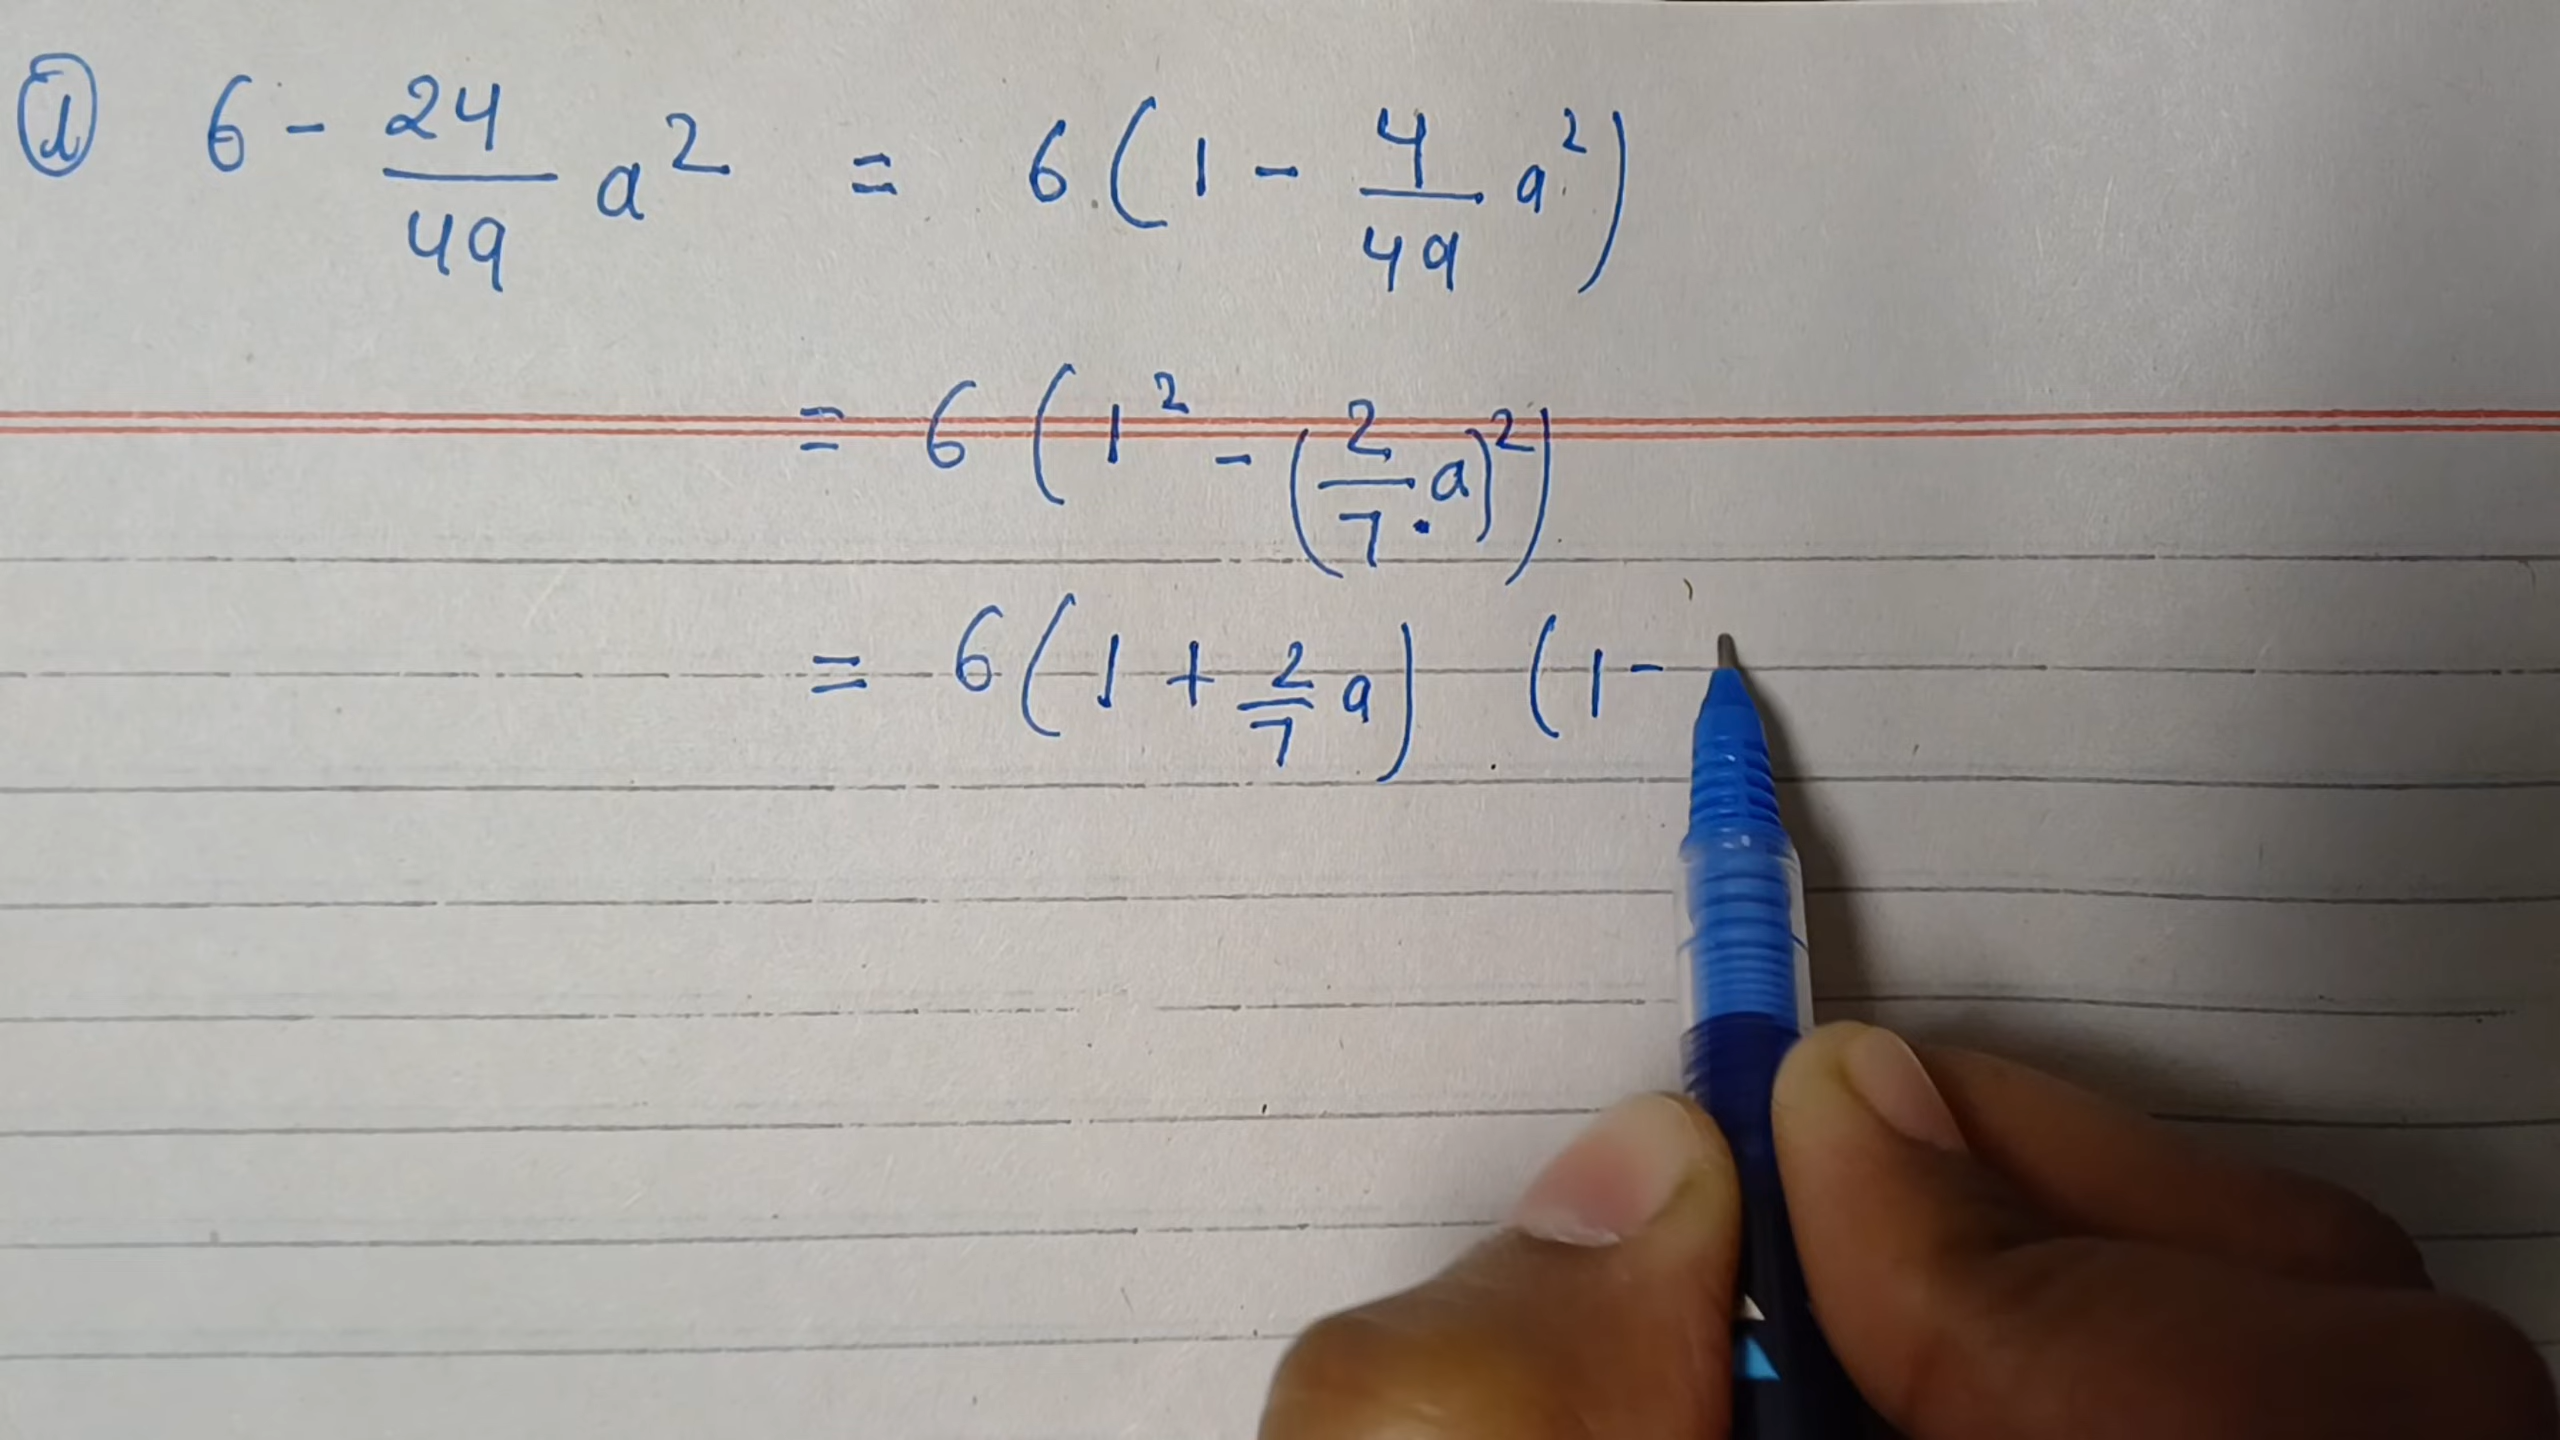 6 - 24/49 a² = 6 (1 - 4/49 a²)
= 6 (1² - (2/7 a)²)
= 6 (1 + 2/7 a) (1 -